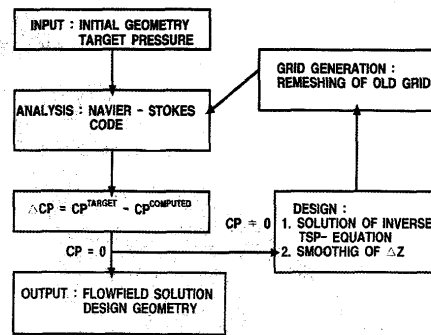 INPUT : INITIAL GEOMETRY
TARGET PRESSURE
ANALYSIS : NAVIER - STOKES
CODE
GRID GENERATION :
REMESHING OF OLD GRID
△CP = CP^TARGET - CP^COMPUTED
CP = 0
CP = 0
DESIGN :
1. SOLUTION OF INVERSE
TSP- EQUATION
2. SMOOTHIG OF △Z
OUTPUT : FLOWFIELD SOLUTION
DESIGN GEOMETRY